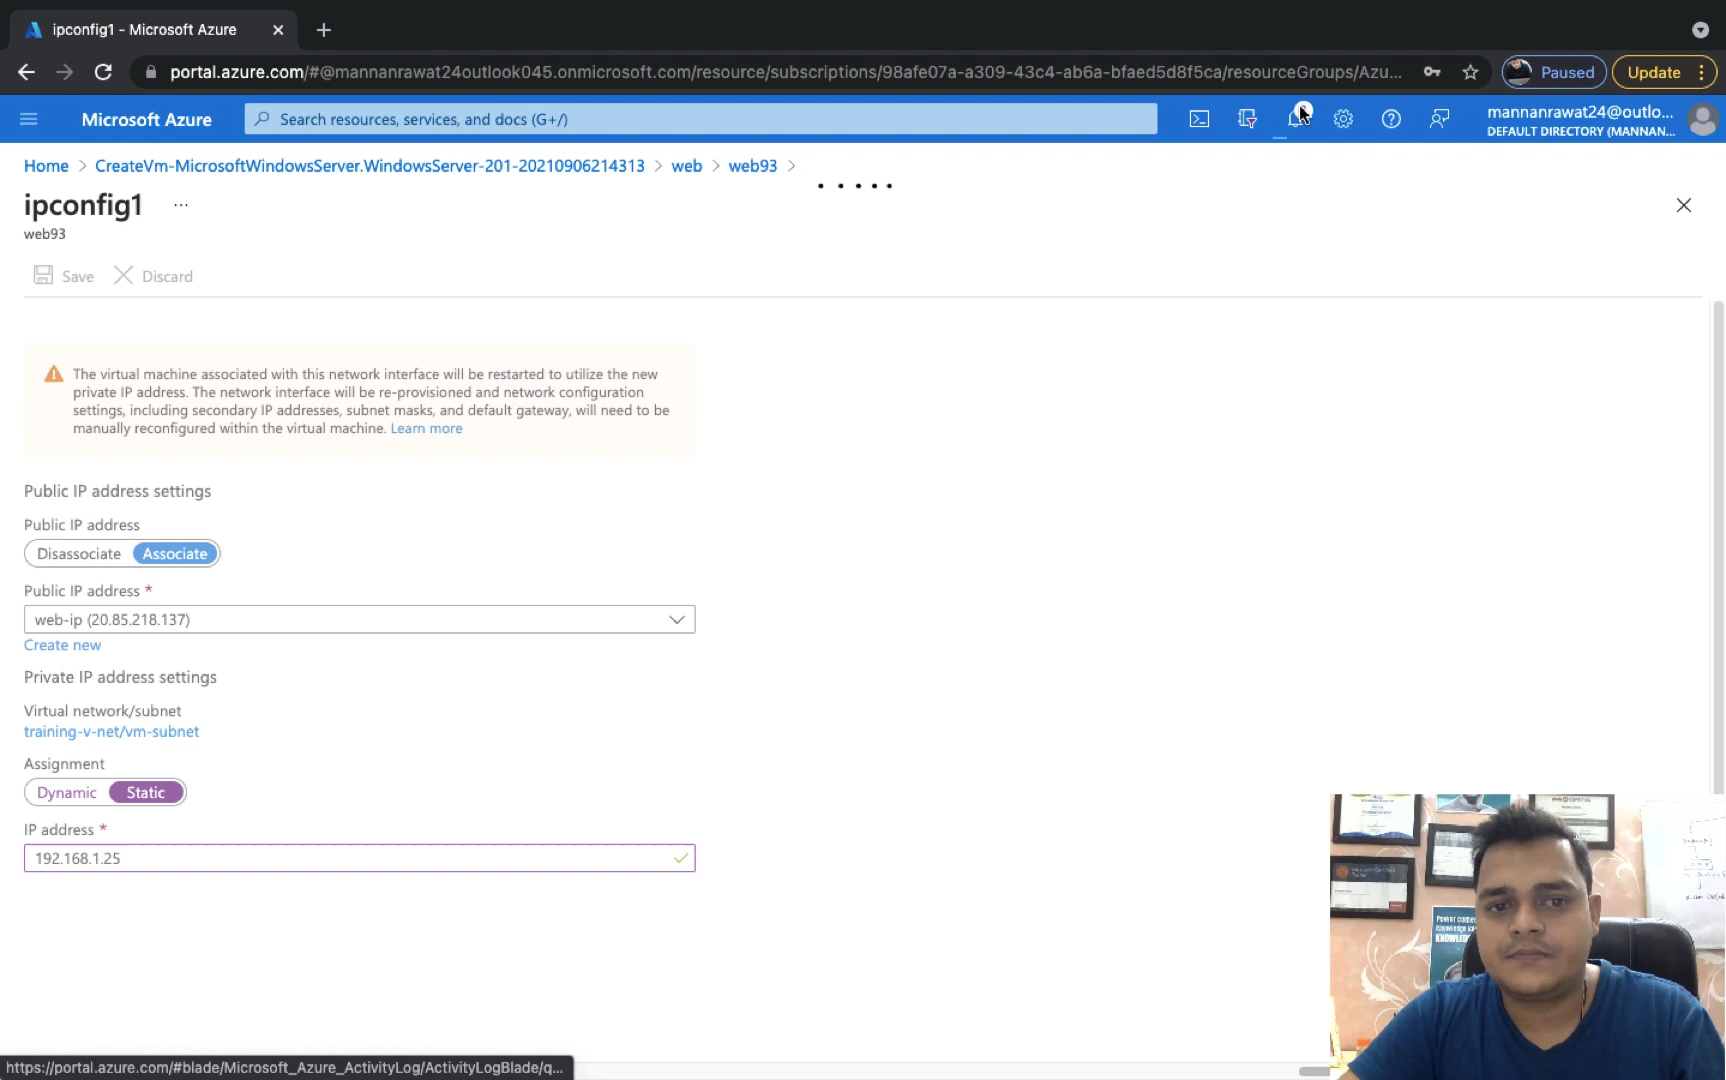 ipconfig1 - Microsoft Azure
portal.azure.com/#@mannanrawat24outlook045.onmicrosoft.com/resource/subscriptions/98afe07a-a309-43c4-ab6a-bfaed5d8f5ca/resourceGroups/Azu...
Paused
Update
Microsoft Azure
Search resources, services, and docs (G+/)
mannanrawat24@outlo...
DEFAULT DIRECTORY (MANNAN...
Home > CreateVm-MicrosoftWindowsServer.WindowsServer-201-20210906214313 > web > web93 >
ipconfig1 ...
web93
Save Discard
The virtual machine associated with this network interface will be restarted to utilize the new
private IP address. The network interface will be re-provisioned and network configuration
settings, including secondary IP addresses, subnet masks, and default gateway, will need to be
manually reconfigured within the virtual machine. Learn more
Public IP address settings
Public IP address
Disassociate Associate
Public IP address *
web-ip (20.85.218.137)
Create new
Private IP address settings
Virtual network/subnet
training-v-net/vm-subnet
Assignment
Dynamic Static
IP address *
192.168.1.25
Power comes
KNOWLEDGE
https://portal.azure.com/#blade/Microsoft_Azure_ActivityLog/ActivityLogBlade/q...